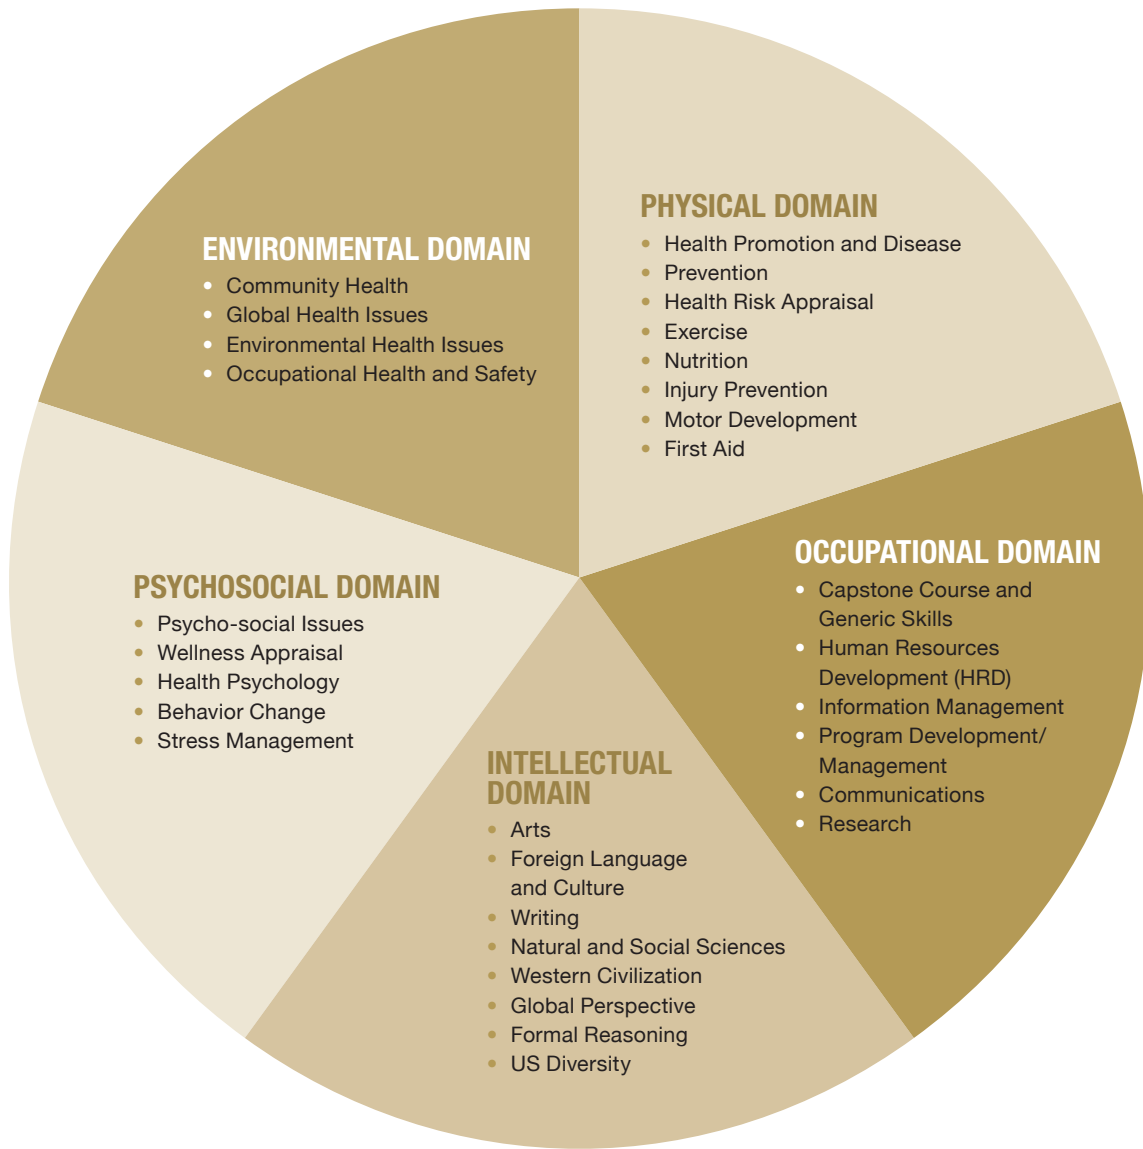 PHYSICAL DOMAIN
• Health Promotion and Disease
• Prevention
• Health Risk Appraisal
• Exercise
• Nutrition
• Injury Prevention
• Motor Development
• First Aid
OCCUPATIONAL DOMAIN
• Capstone Course and
Generic Skills
• Human Resources
Development (HRD)
• Information Management
• Program Development/
Management
• Communications
• Research
INTELLECTUAL
DOMAIN
• Arts
• Foreign Language
and Culture
• Writing
• Natural and Social Sciences
• Western Civilization
• Global Perspective
• Formal Reasoning
• US Diversity
PSYCHOSOCIAL DOMAIN
• Psycho-social Issues
• Wellness Appraisal
• Health Psychology
• Behavior Change
• Stress Management
ENVIRONMENTAL DOMAIN
• Community Health
• Global Health Issues
• Environmental Health Issues
• Occupational Health and Safety